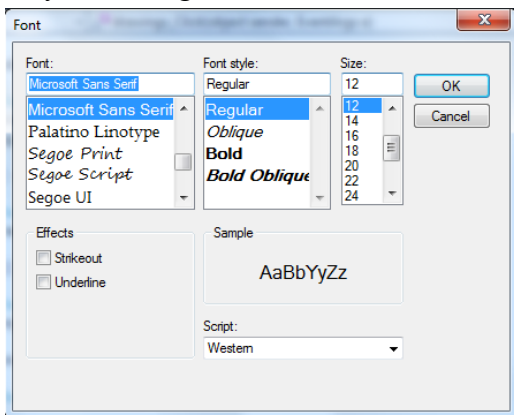 Font
Font:
Microsoft Sans Serif
Microsoft Sans Serif
Palatino Linotype
Segoe Print
Segoe Script
Segoe UI
Font style:
Regular
Regular
Oblique
Bold
Bold Oblique
Size:
12
12
14
16
18
20
22
24
OK
Cancel
Effects
Strikeout
Underline
Sample
AaBbYyZz
Script:
Western